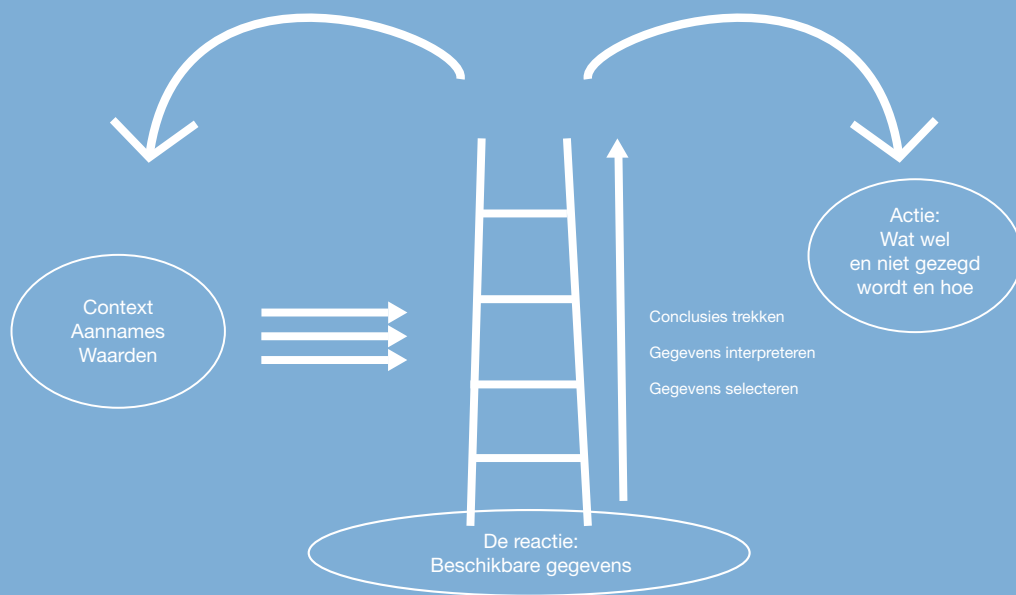 Actie:
Wat wel
en niet gezegd
wordt en hoe
Context
Aannames
Waarden
Conclusies trekken
Gegevens interpreteren
Gegevens selecteren
De reactie:
Beschikbare gegevens